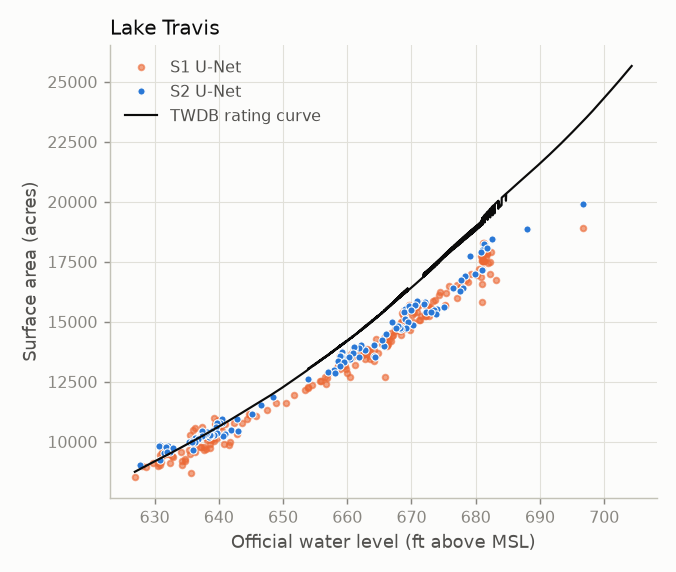 Lake Travis
S1 U-Net
S2 U-Net
TWDB rating curve
Surface area (acres)
25000
22500
20000
17500
15000
12500
10000
630 640 650 660 670 680 690 700
Official water level (ft above MSL)